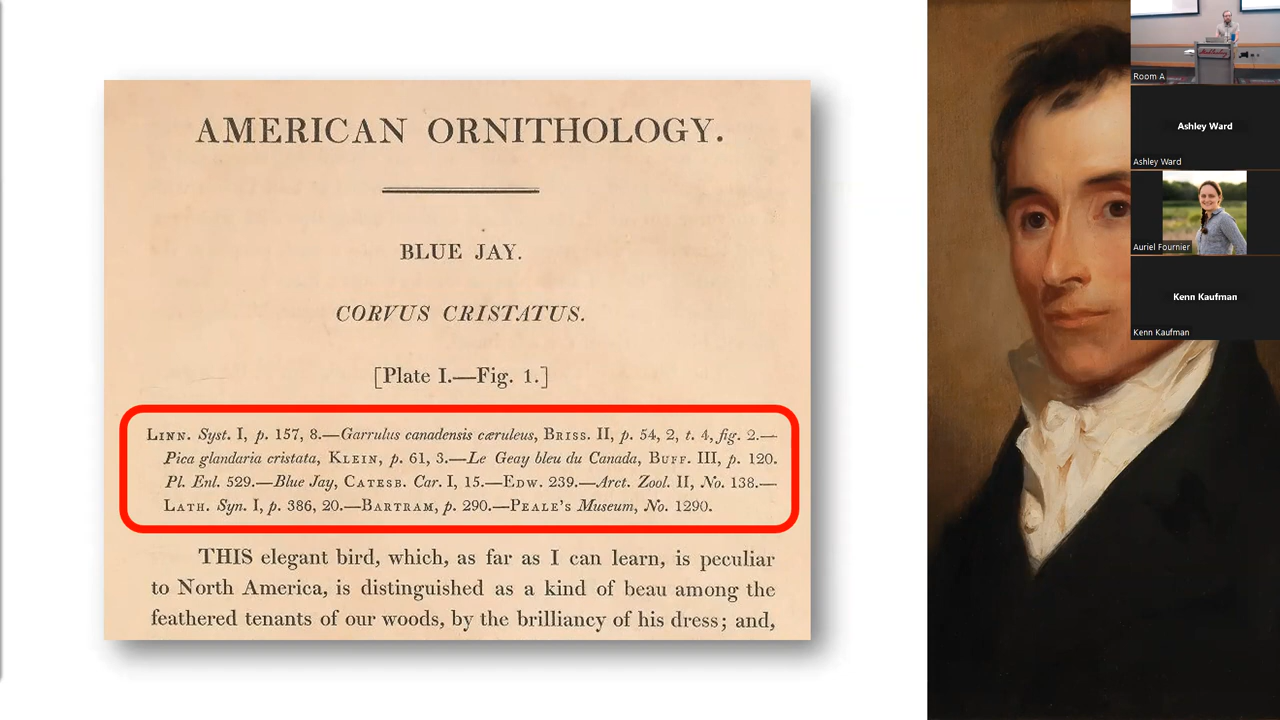 AMERICAN ORNITHOLOGY.
BLUE JAY.
CORVUS CRISTATUS.
[Plate I.—Fig. 1.]
LINN. Syst. I, p. 157, 8.—Garrulus canadensis cæruleus, BRISS. II, p. 54, 2, t. 4, fig. 2.—
Pica glandaria cristata, KLEIN, p. 61, 3.—Le Geay bleu du Canada, BUFF. III, p. 120.
Pl. Enl. 529.—Blue Jay, CATESB. Car. I, 15.—EDW. 239.—Arct. Zool. II, No. 138.—
LATH. Syn. I, p. 386, 20.—BARTRAM, p. 290.—PEALE'S Museum, No. 1290.
THIS elegant bird, which, as far as I can learn, is peculiar
to North America, is distinguished as a kind of beau among the
feathered tenants of our woods, by the brilliancy of his dress; and,
Room A
Ashley Ward
Ashley Ward
Auriel Fournier
Kenn Kaufman
Kenn Kaufman